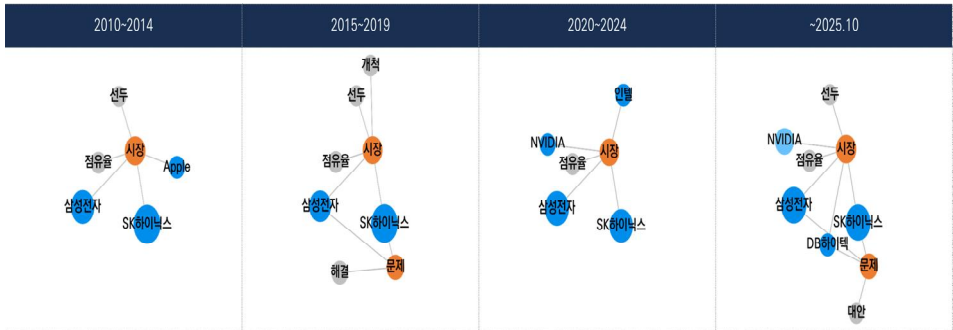 2010~2014
2015~2019
2020~2024
~2025.10
선두
시장
점유율
Apple
삼성전자
SK하이닉스
개척
선두
시장
점유율
삼성전자
SK하이닉스
해결
문제
인텔
NVIDIA
시장
점유율
삼성전자
SK하이닉스
선두
NVIDIA
시장
점유율
삼성전자
SK하이닉스
DB하이텍
문제
대안